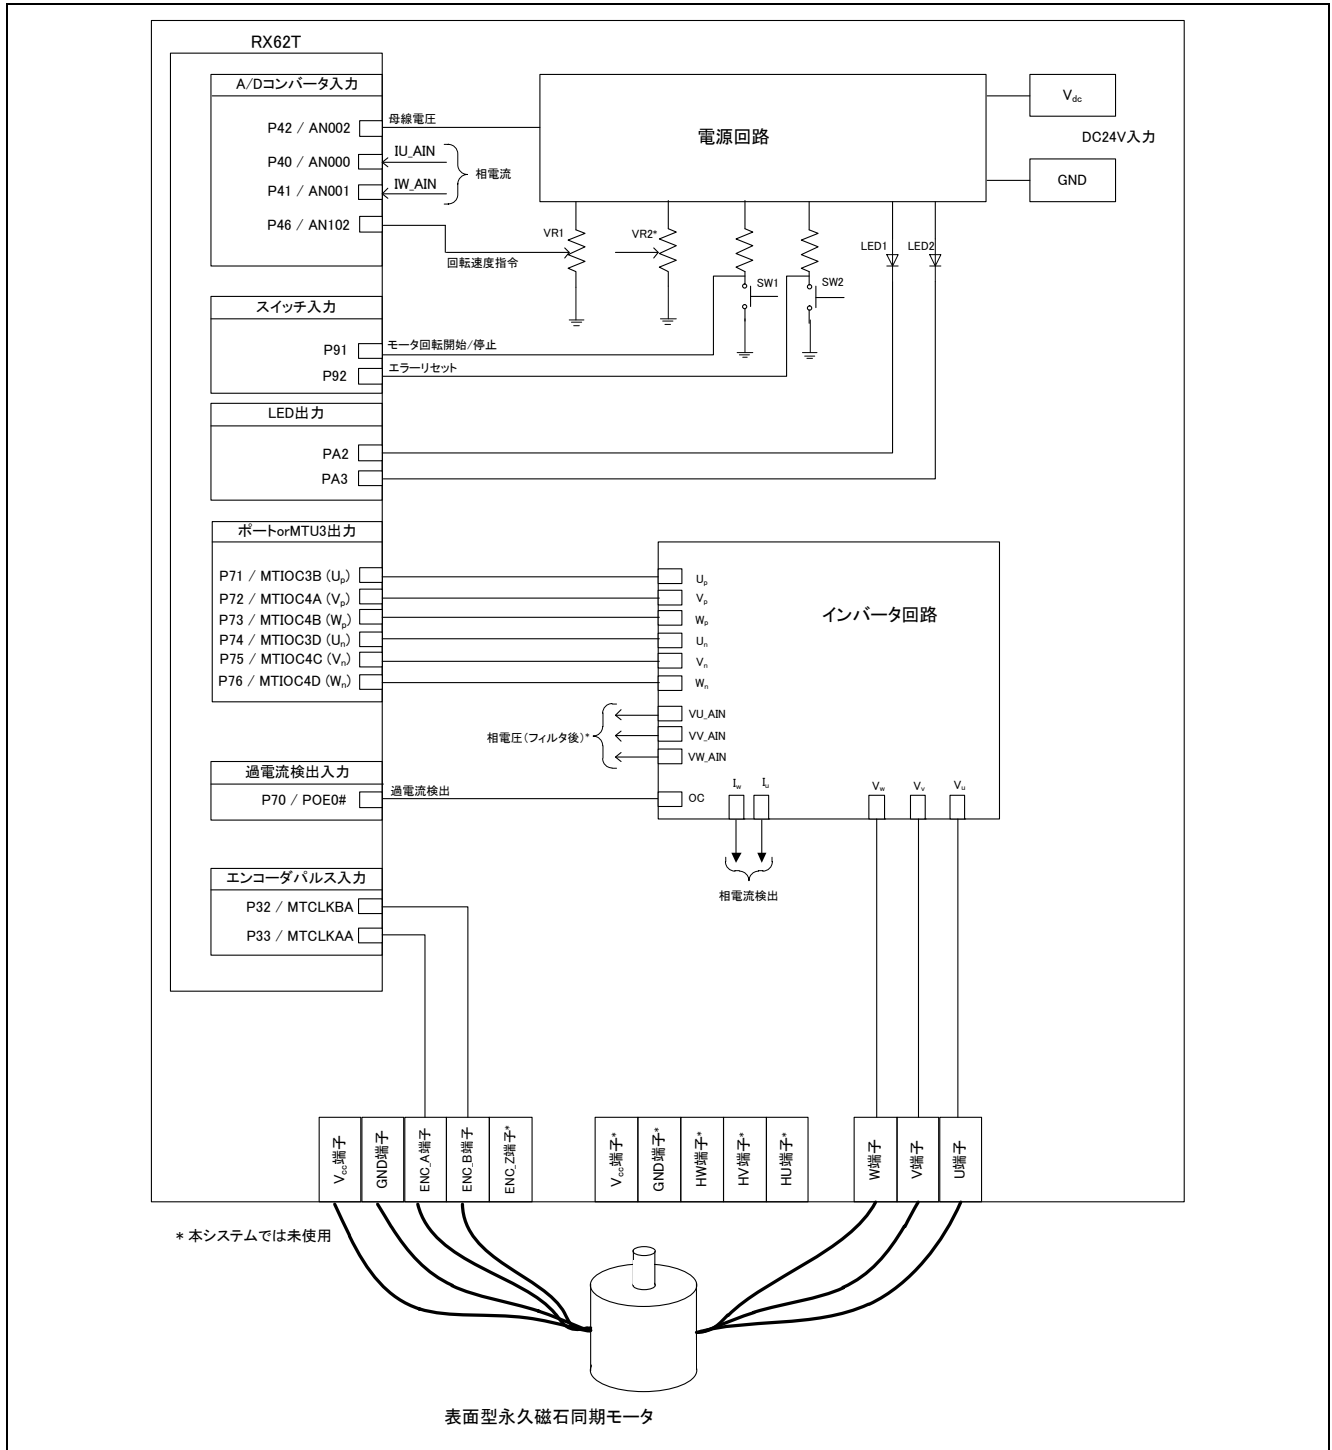 RX62T
A/Dコンバータ入力
P42 / AN002
P40 / AN000
P41 / AN001
P46 / AN102
母線電圧
IU_AIN
IW_AIN
相電流
回転速度指令
電源回路
Vdc
DC24V入力
GND
VR1
VR2*
SW1
SW2
LED1
LED2
スイッチ入力
P91
P92
モータ回転開始/停止
エラーリセット
LED出力
PA2
PA3
ポートorMTU3出力
P71 / MTIOC3B (Up)
P72 / MTIOC4A (Vp)
P73 / MTIOC4B (Wp)
P74 / MTIOC3D (Un)
P75 / MTIOC4C (Vn)
P76 / MTIOC4D (Wn)
インバータ回路
Up
Vp
Wp
Un
Vn
Wn
VU_AIN
VV_AIN
VW_AIN
相電圧(フィルタ後)*
OC
Iw
Iu
Vw
Vv
Vu
相電流検出
過電流検出入力
P70 / POE0#
過電流検出
エンコーダパルス入力
P32 / MTCLKBA
P33 / MTCLKAA
Vcc端子
GND端子
ENC_A端子
ENC_B端子
ENC_Z端子*
Vcc端子*
GND端子*
HW端子*
HV端子*
HU端子*
W端子
V端子
U端子
* 本システムでは未使用
表面型永久磁石同期モータ